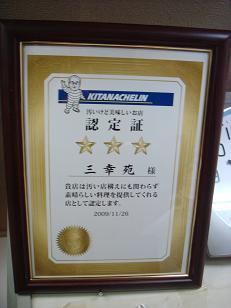 KITANACHELIN
汚いけど美味しいお店
認定証
三幸苑 様
貴店は汚い店構えにも関わらず
素晴らしい料理を提供してくれる
店として認定します。
2009/11/26